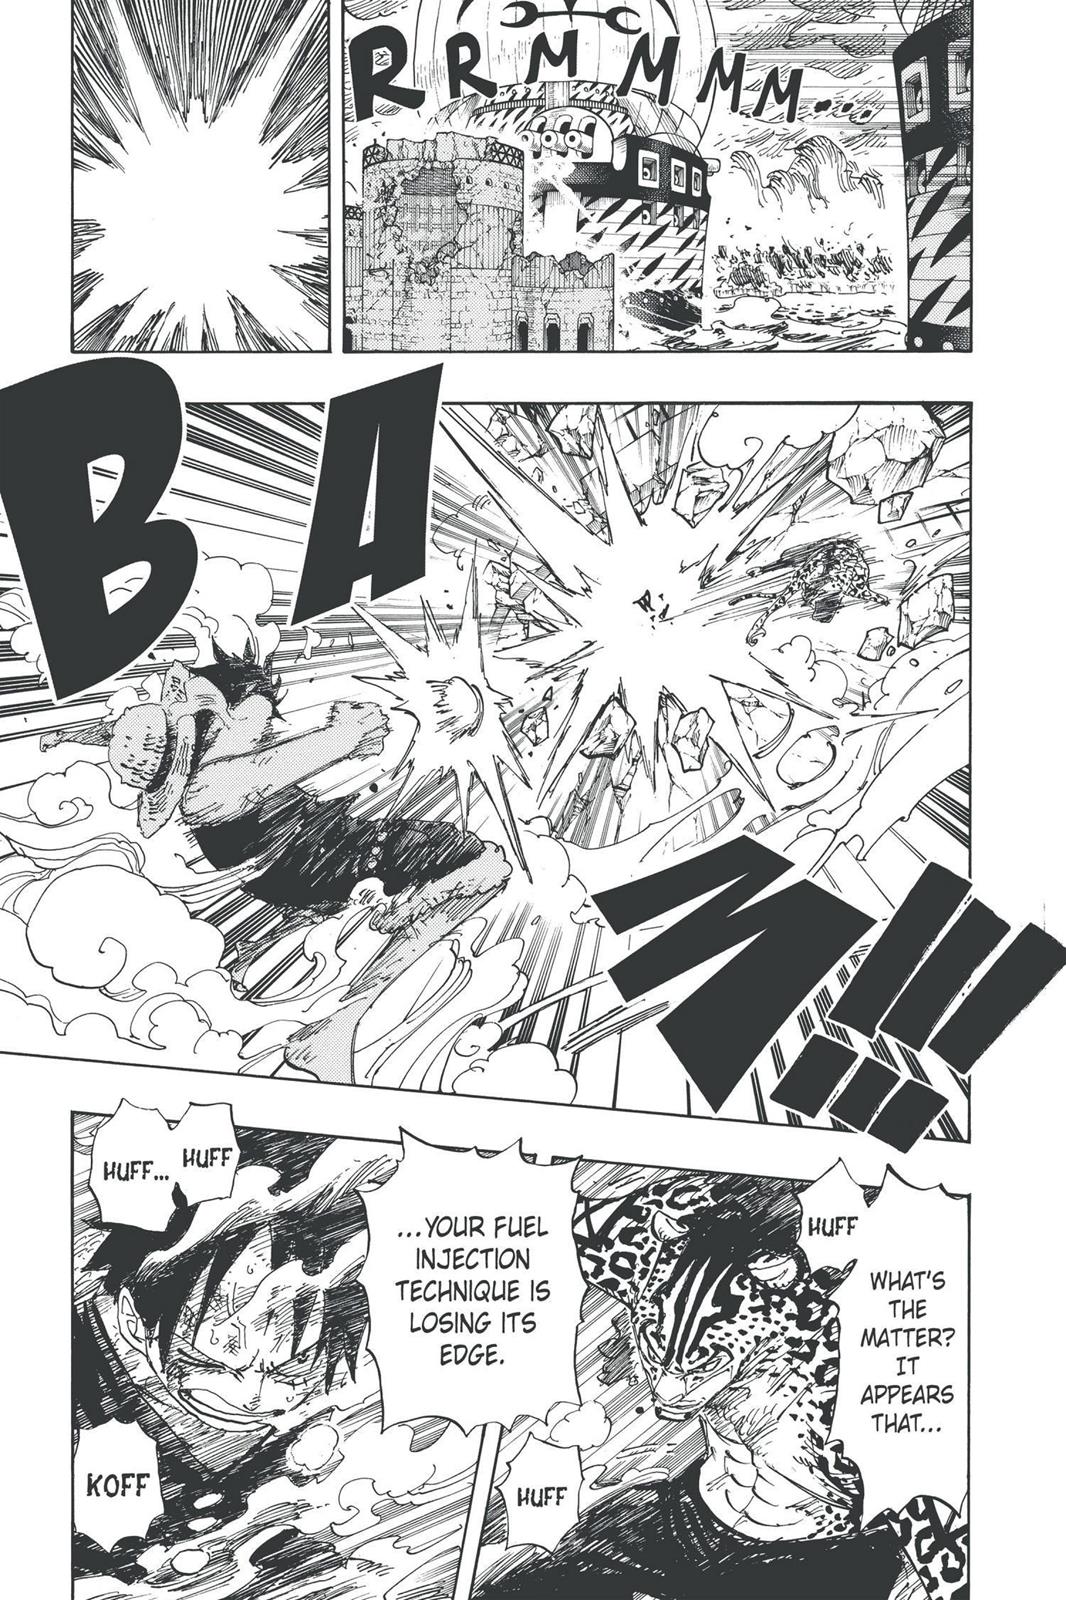 RRMMMM...
BAM!!!
HUFF
WHAT'S
THE
MATTER?
IT
APPEARS
THAT...
...YOUR FUEL
INJECTION
TECHNIQUE IS
LOSING ITS
EDGE.
HUFF
HUFF... HUFF
KOFF